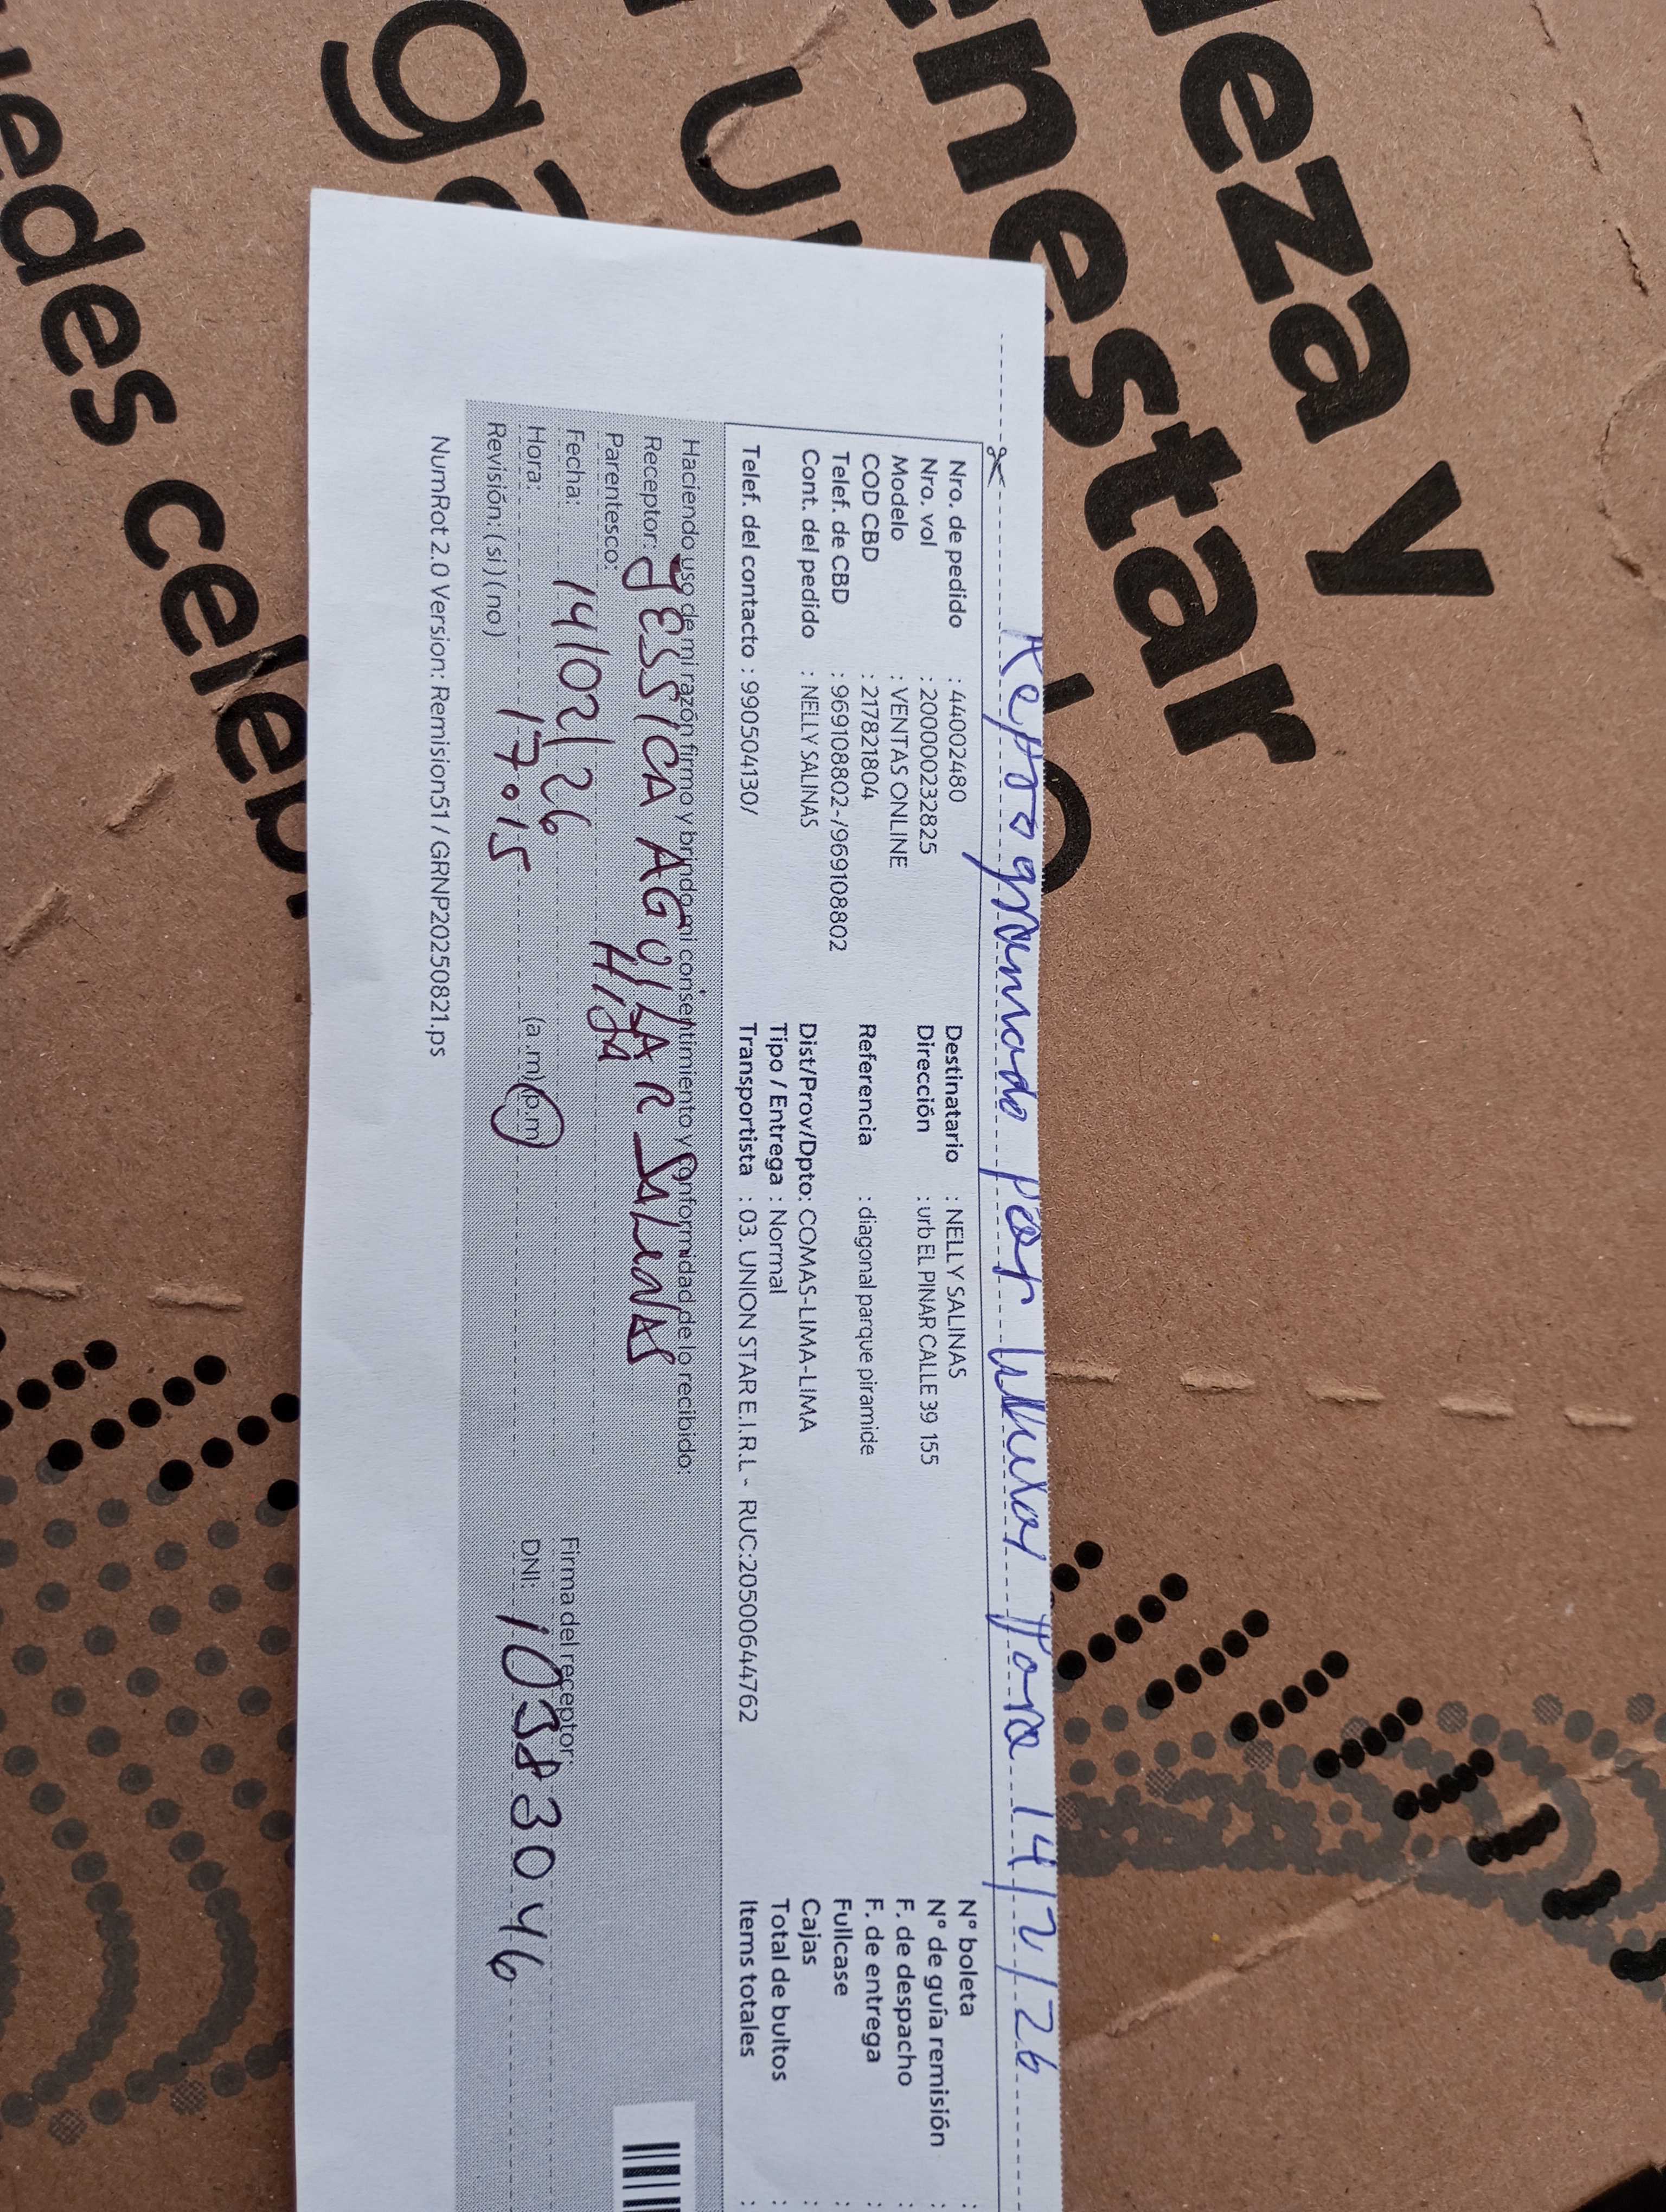 leza y
enestar
U
ga
uedes celeb
Reprogramado por Unión Para 14/2/26
Nro. de pedido : 44002480
Nro. vol : 200000232825
Modelo : VENTAS ONLINE
COD CBD : 217821804
Telef. de CBD : 969108802-/969108802
Cont. del pedido : NELLY SALINAS
Telef. del contacto : 990504130/
Destinatario : NELLY SALINAS
Dirección : urb EL PINAR CALLE 39 155
Referencia : diagonal parque piramide
Dist/Prov/Dpto: COMAS-LIMA-LIMA
Tipo / Entrega : Normal
Transportista : 03. UNION STAR E.I.R.L - RUC:20500644762
N° boleta :
N° de guía remisión :
F. de despacho :
F. de entrega :
Fullcase :
Cajas :
Total de bultos :
Items totales :
Haciendo uso de mi razón firmo y brindo mi consentimiento y conformidad de lo recibido:
Receptor: JESSICA AGUILAR SALINAS
Parentesco: HIJA
Fecha: 14/02/26
Hora: 17:15 (a.m) (p.m)
Revisión: (si) (no)
Firma del receptor:
DNI: 10383046
NumRot 2.0 Version: Remision51 / GRNP20250821.ps